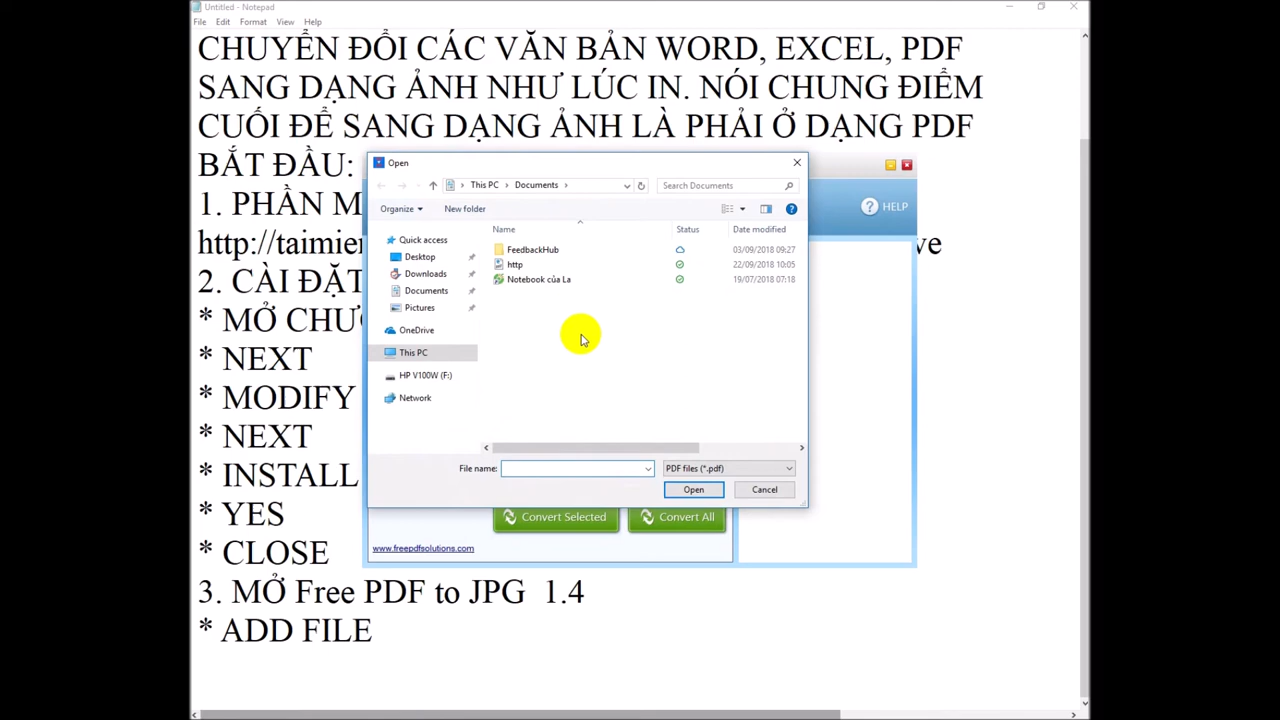 Untitled - Notepad
File Edit Format View Help
CHUYỂN ĐỔI CÁC VĂN BẢN WORD, EXCEL, PDF
SANG DẠNG ẢNH NHƯ LÚC IN. NÓI CHUNG ĐIỂM
CUỐI ĐỂ SANG DẠNG ẢNH LÀ PHẢI Ở DẠNG PDF
BẮT ĐẦU:
1. PHẦN M
http://taimien
ve
2. CÀI ĐẶT
* MỞ CHƯƠ
* NEXT
* MODIFY
* NEXT
* INSTALL
* YES
* CLOSE
3. MỞ Free PDF to JPG 1.4
* ADD FILE
HELP
Open
This PC > Documents >
Search Documents
Organize
New folder
Quick access
Desktop
Downloads
Documents
Pictures
OneDrive
This PC
HP V100W (F:)
Network
Name Status Date modified
FeedbackHub 03/09/2018 09:27
http 22/09/2018 10:05
Notebook của La 19/07/2018 07:18
File name:
PDF files (*.pdf)
Open Cancel
Convert Selected Convert All
www.freepdfsolutions.com